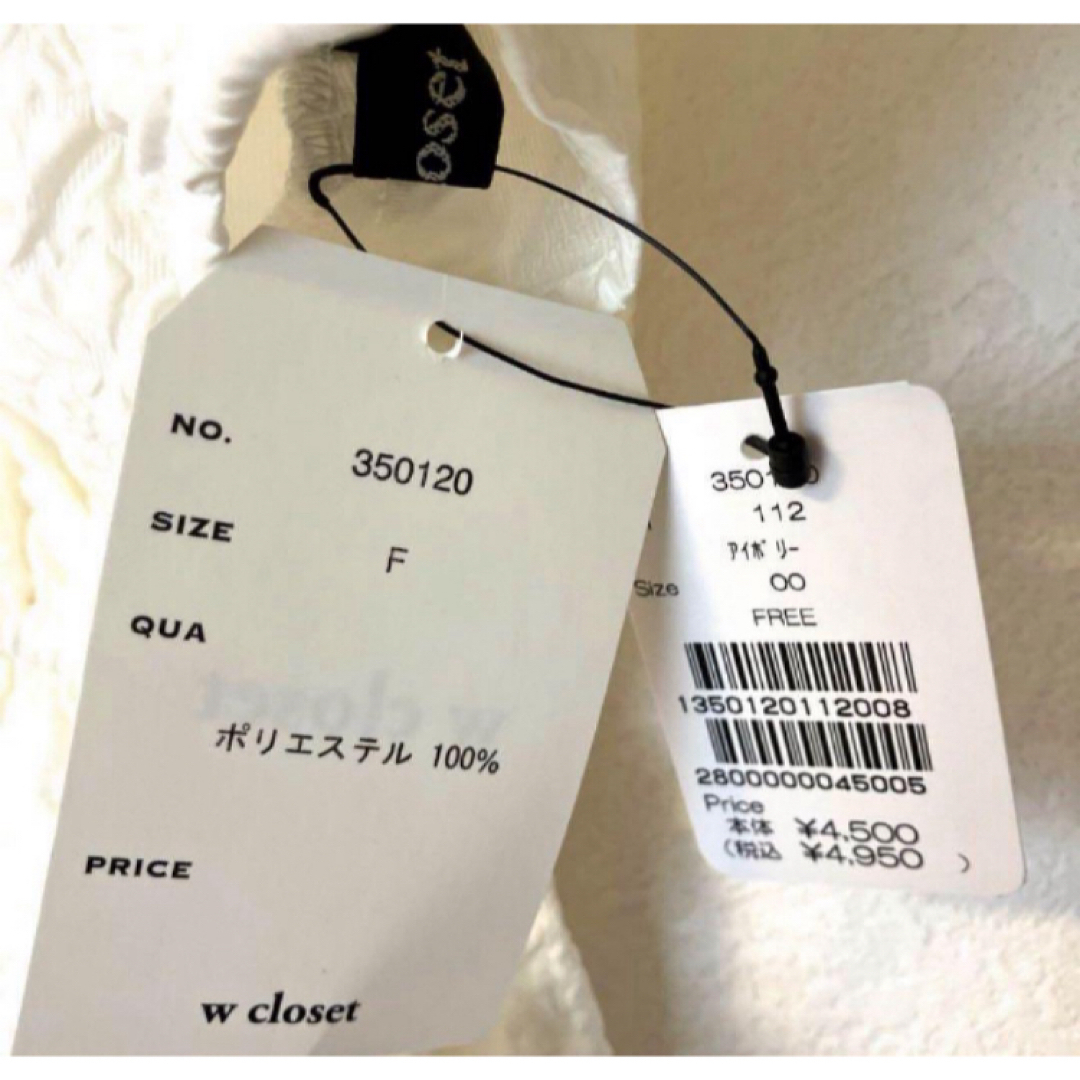 oset
NO. 350120
SIZE F
QUA
ポリエステル 100%
PRICE
w closet
112
アイボリー
Size 00
FREE
1350120112008
2800000045005
Price
本体 ¥4,500
(税込 ¥4,950 )